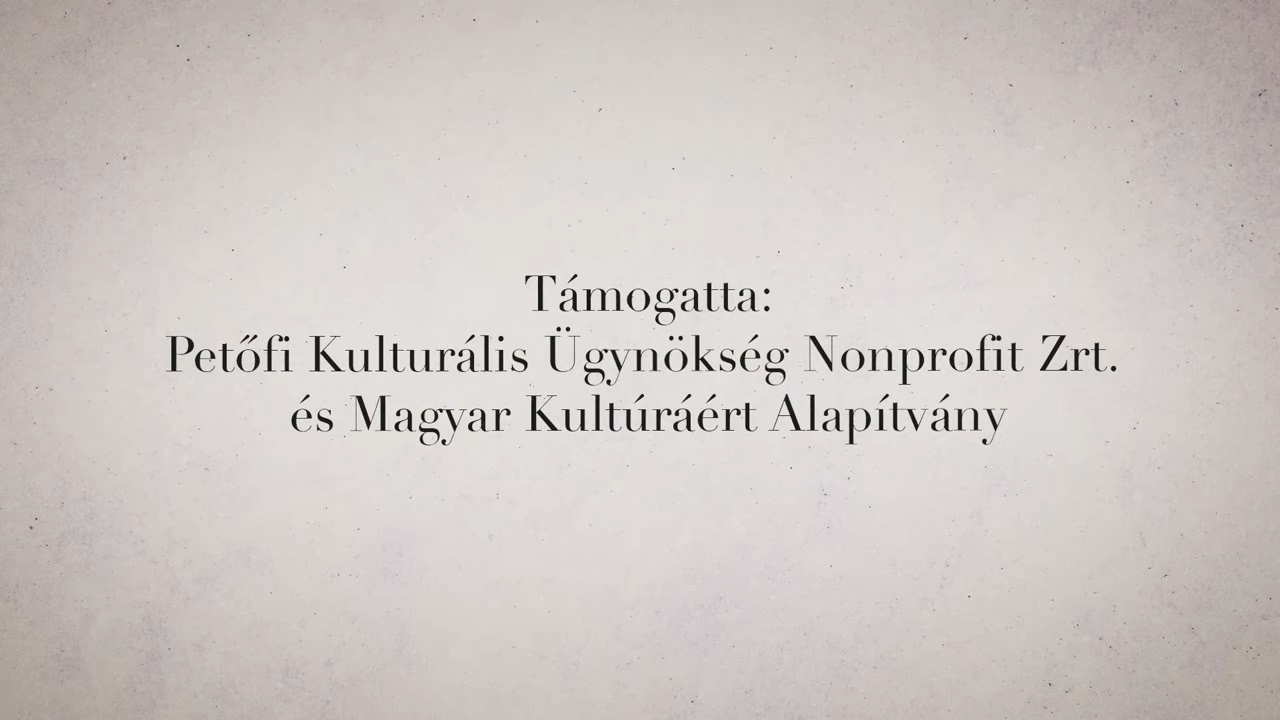 Támogatta:
Petőfi Kulturális Ügynökség Nonprofit Zrt.
és Magyar Kultúráért Alapítvány